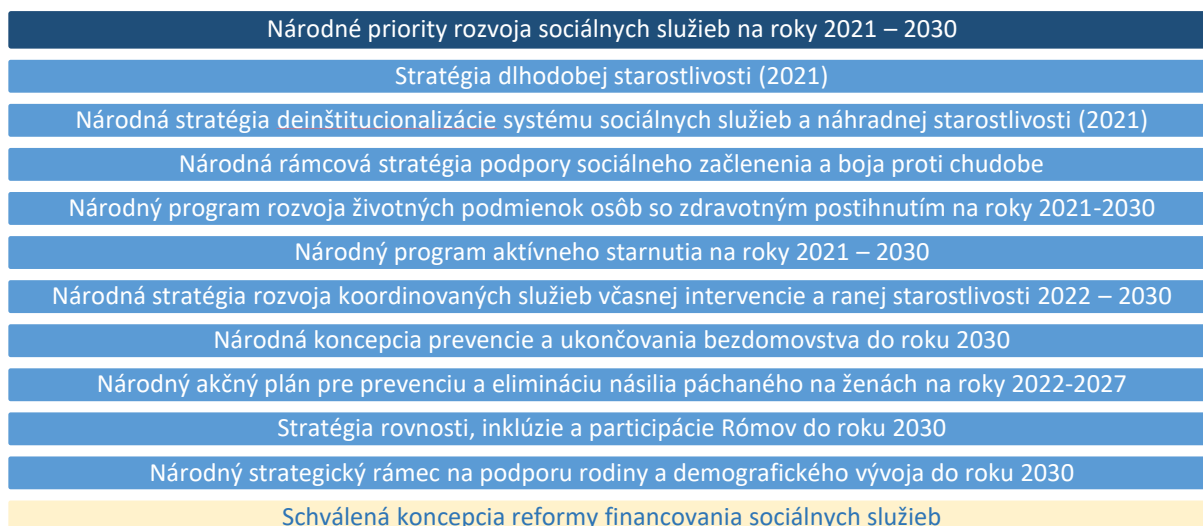 Národné priority rozvoja sociálnych služieb na roky 2021 – 2030
Stratégia dlhodobej starostlivosti (2021)
Národná stratégia deinštitucionalizácie systému sociálnych služieb a náhradnej starostlivosti (2021)
Národná rámcová stratégia podpory sociálneho začlenenia a boja proti chudobe
Národný program rozvoja životných podmienok osôb so zdravotným postihnutím na roky 2021-2030
Národný program aktívneho starnutia na roky 2021 – 2030
Národná stratégia rozvoja koordinovaných služieb včasnej intervencie a ranej starostlivosti 2022 – 2030
Národná koncepcia prevencie a ukončovania bezdomovstva do roku 2030
Národný akčný plán pre prevenciu a elimináciu násilia páchaného na ženách na roky 2022-2027
Stratégia rovnosti, inklúzie a participácie Rómov do roku 2030
Národný strategický rámec na podporu rodiny a demografického vývoja do roku 2030
Schválená koncepcia reformy financovania sociálnych služieb